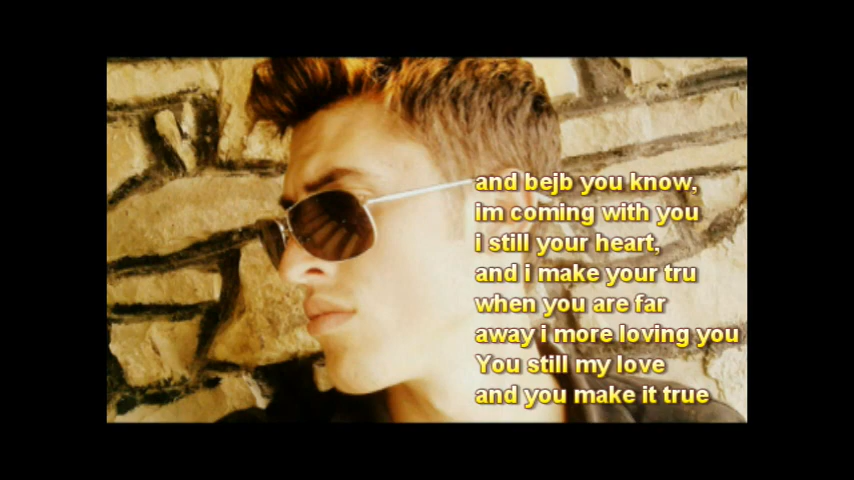 and bejb you know,
im coming with you
i still your heart,
and i make your tru
when you are far
away i more loving you
You still my love
and you make it true